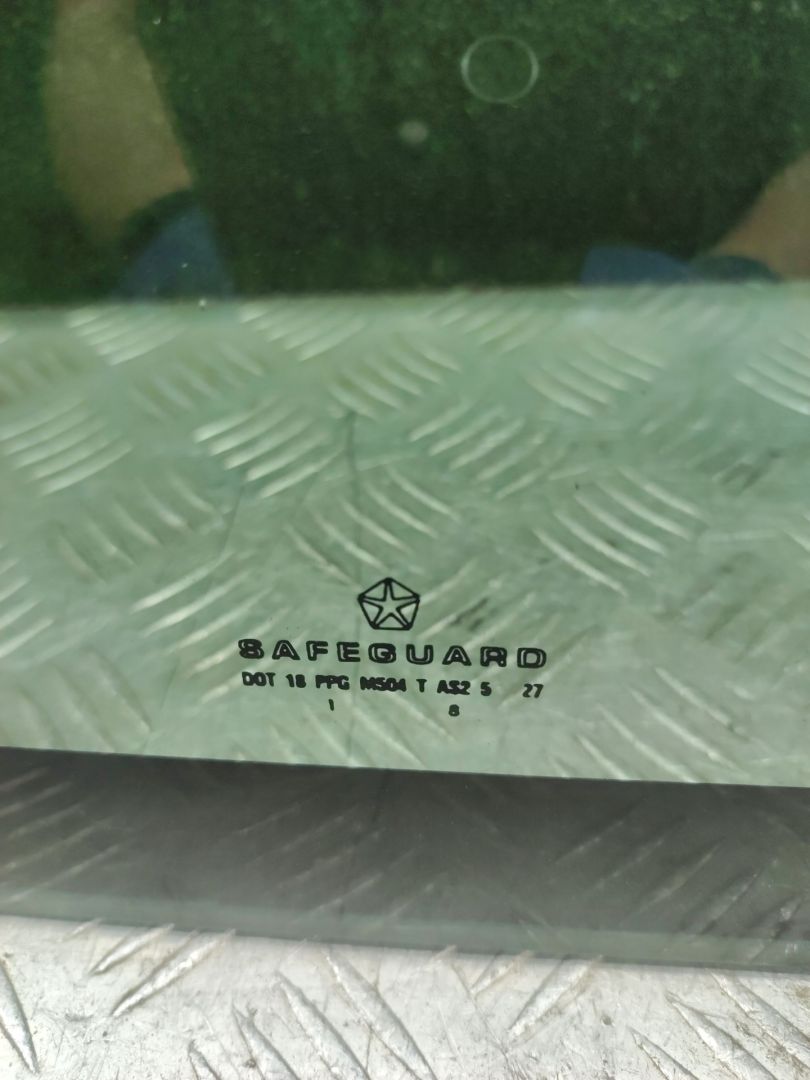 SAFEGUARD
DOT 18 PPG M504 T AS2 5 27
1 8